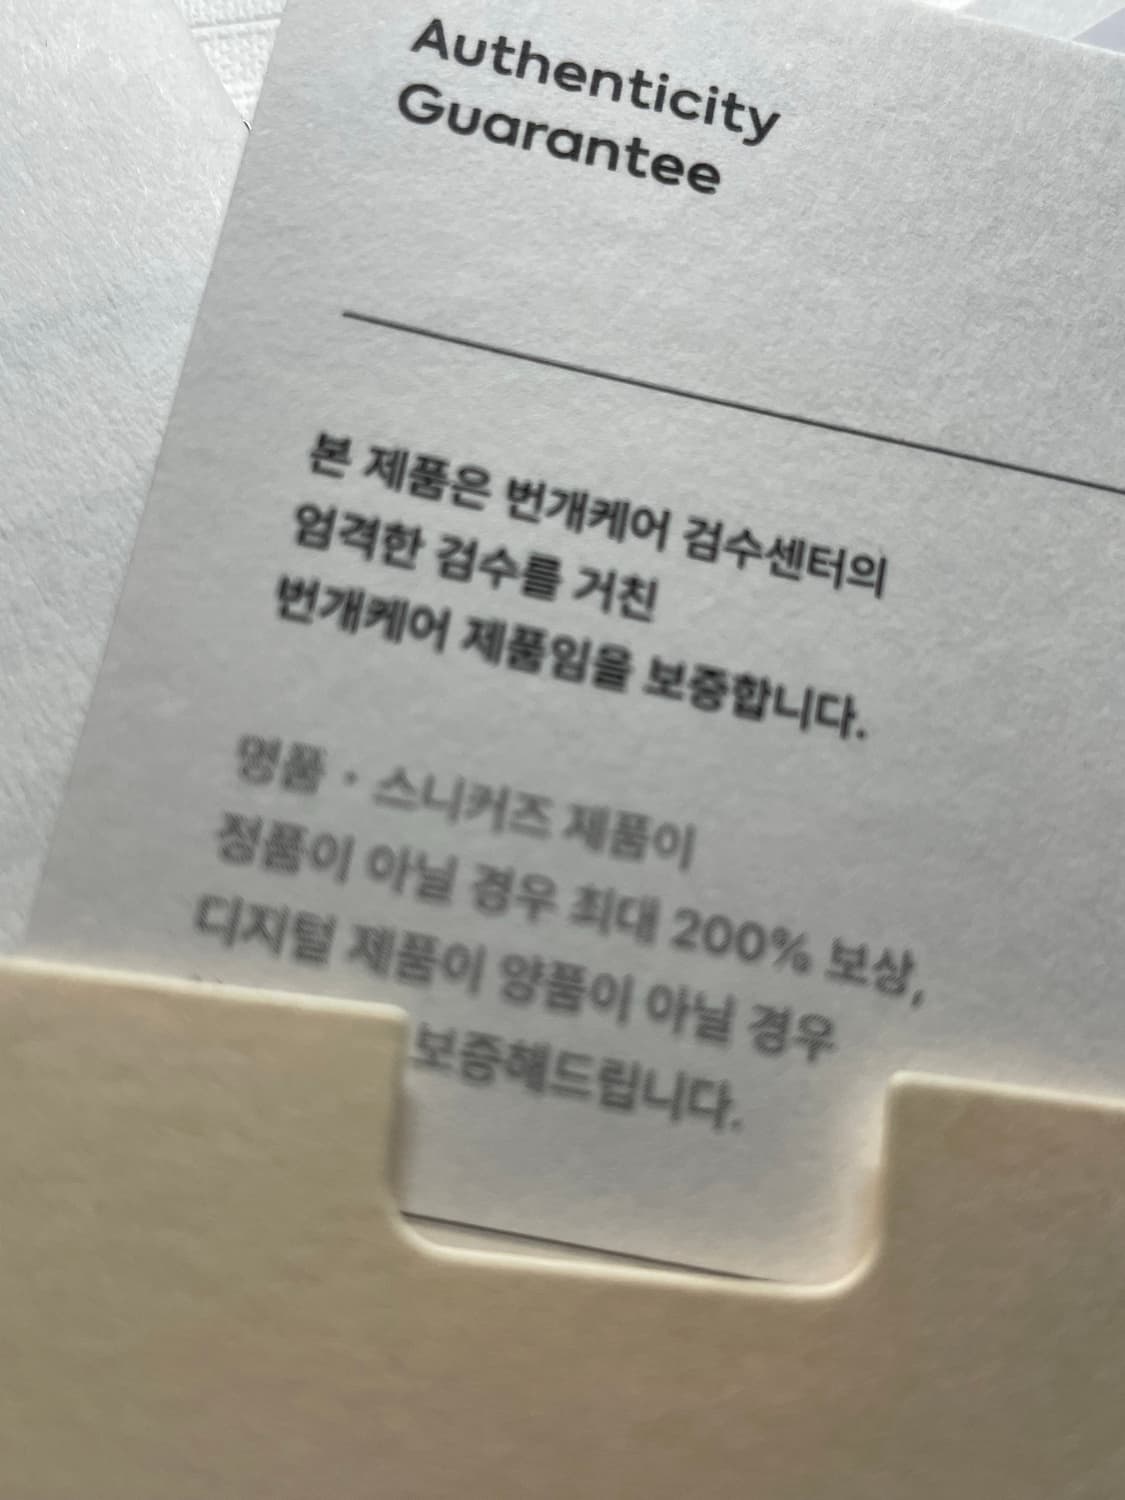 Authenticity
Guarantee
본 제품은 번개케어 검수센터의
엄격한 검수를 거친
번개케어 제품임을 보증합니다.
명품 · 스니커즈 제품이
정품이 아닐 경우 최대 200% 보상,
디지털 제품이 양품이 아닐 경우
보증해드립니다.